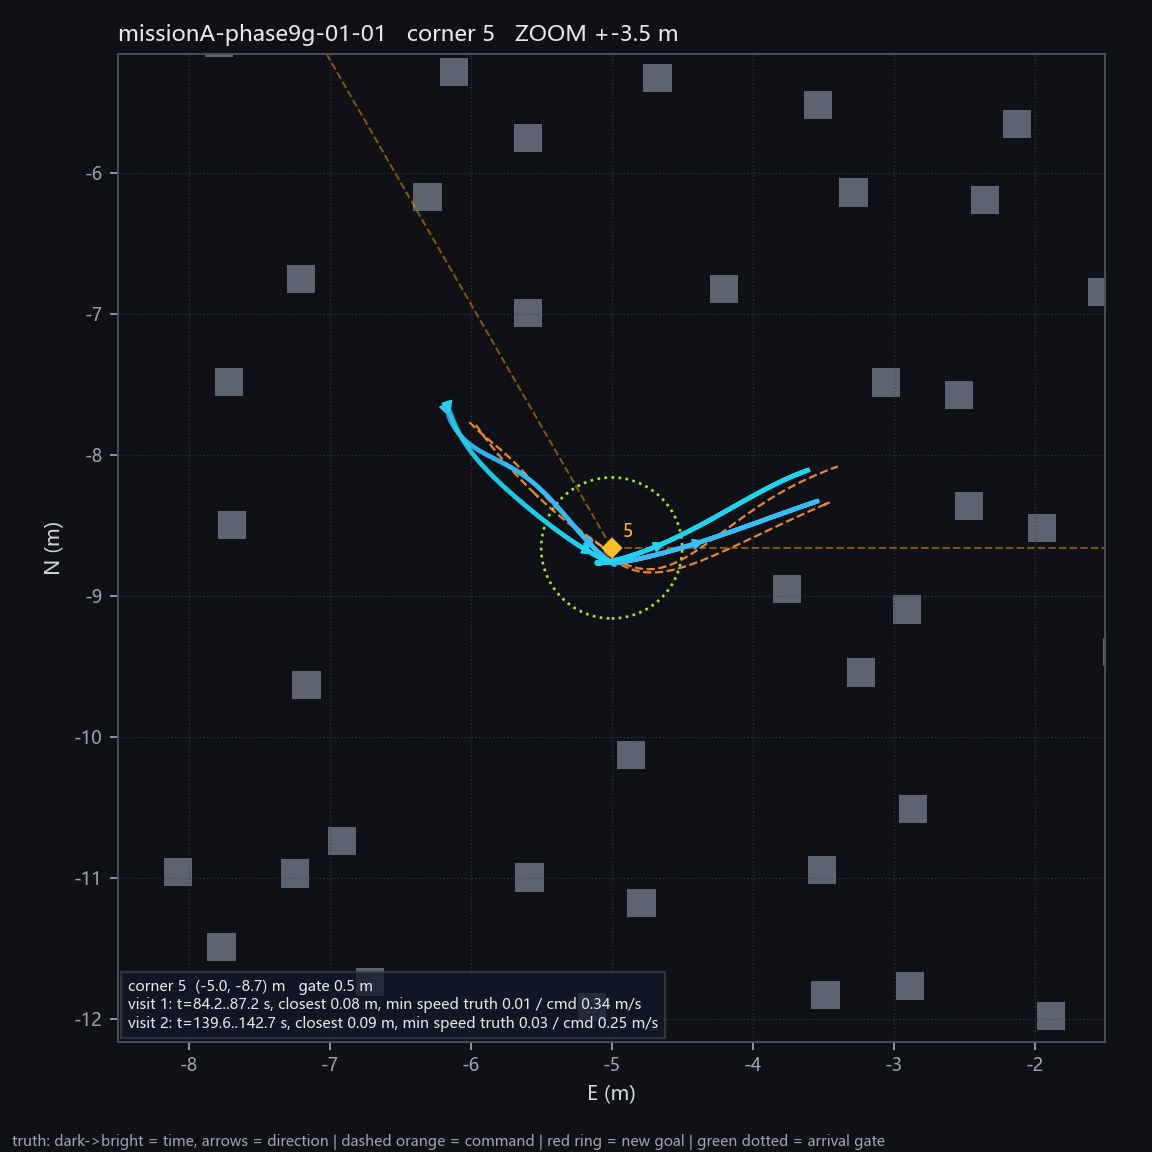 missionA-phase9g-01-01   corner 5   ZOOM +-3.5 m
-6
-7
-8
-9
-10
-11
-12
N (m)
5
corner 5  (-5.0, -8.7) m   gate 0.5 m
visit 1: t=84.2..87.2 s, closest 0.08 m, min speed truth 0.01 / cmd 0.34 m/s
visit 2: t=139.6..142.7 s, closest 0.09 m, min speed truth 0.03 / cmd 0.25 m/s
-8 -7 -6 -5 -4 -3 -2
E (m)
truth: dark->bright = time, arrows = direction | dashed orange = command | red ring = new goal | green dotted = arrival gate